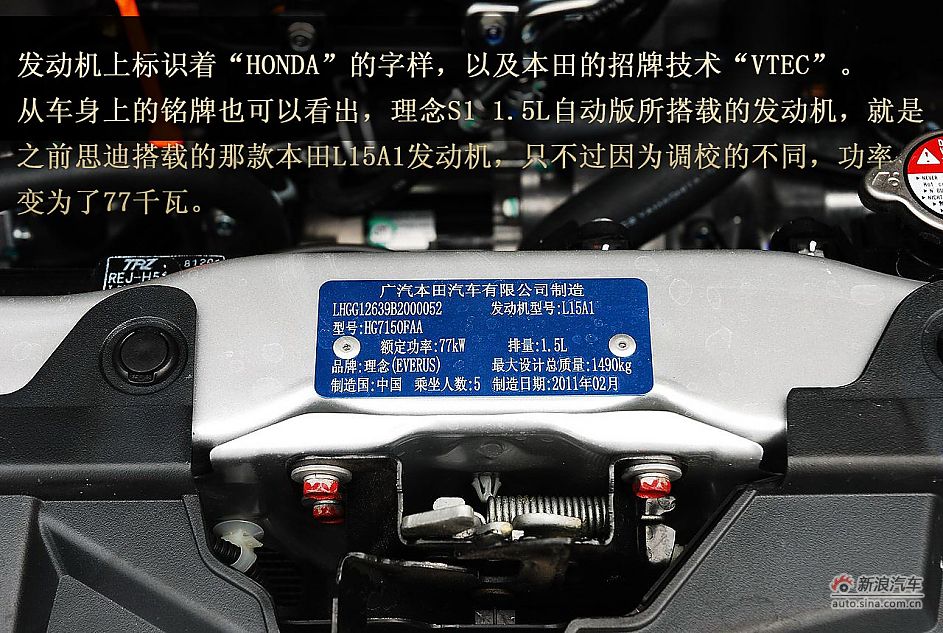 发动机上标识着“HONDA”的字样，以及本田的招牌技术“VTEC”。
从车身上的铭牌也可以看出，理念S1 1.5L自动版所搭载的发动机，就是
之前思迪搭载的那款本田L15A1发动机，只不过因为调校的不同，功率
变为了77千瓦。
TPZ 8120
REJ-H5
NEVER
广汽本田汽车有限公司制造
LHGG12639B2000052 发动机型号:L15A1
型号:HG7150FAA
额定功率:77kW 排量:1.5L
品牌:理念(EVERUS) 最大设计总质量:1490kg
制造国:中国 乘坐人数:5 制造日期:2011年02月
新浪汽车
auto.sina.com.cn